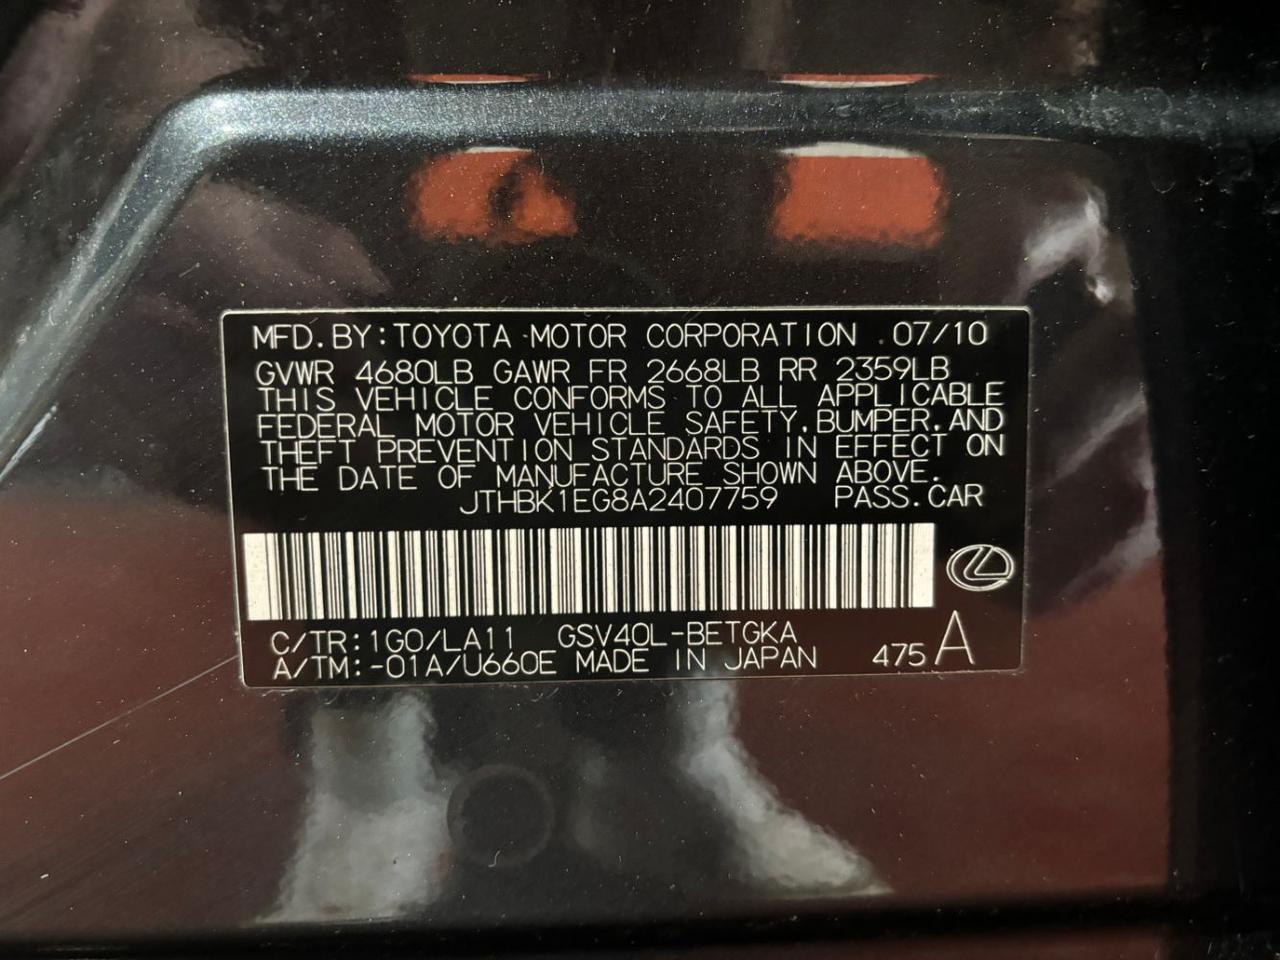 MFD.BY:TOYOTA MOTOR CORPORATION 07/10
GVWR 4680LB GAWR FR 2668LB RR 2359LB
THIS VEHICLE CONFORMS TO ALL APPLICABLE
FEDERAL MOTOR VEHICLE SAFETY,BUMPER,AND
THEFT PREVENTION STANDARDS IN EFFECT ON
THE DATE OF MANUFACTURE SHOWN ABOVE.
JTHBK1EG8A2407759 PASS.CAR
C/TR:1G0/LA11 GSV40L-BETGKA
A/TM:-01A/U660E MADE IN JAPAN 475 A